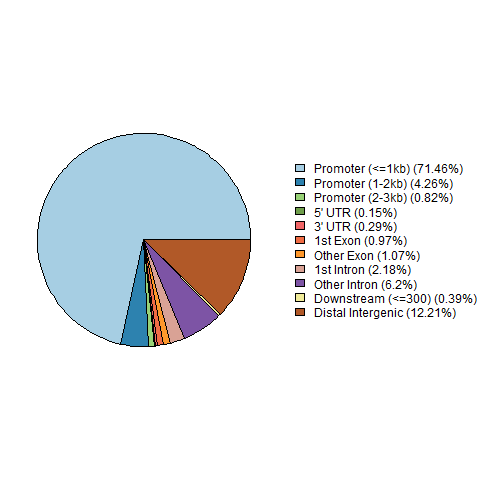 Promoter (<=1kb) (71.46%)
Promoter (1-2kb) (4.26%)
Promoter (2-3kb) (0.82%)
5' UTR (0.15%)
3' UTR (0.29%)
1st Exon (0.97%)
Other Exon (1.07%)
1st Intron (2.18%)
Other Intron (6.2%)
Downstream (<=300) (0.39%)
Distal Intergenic (12.21%)